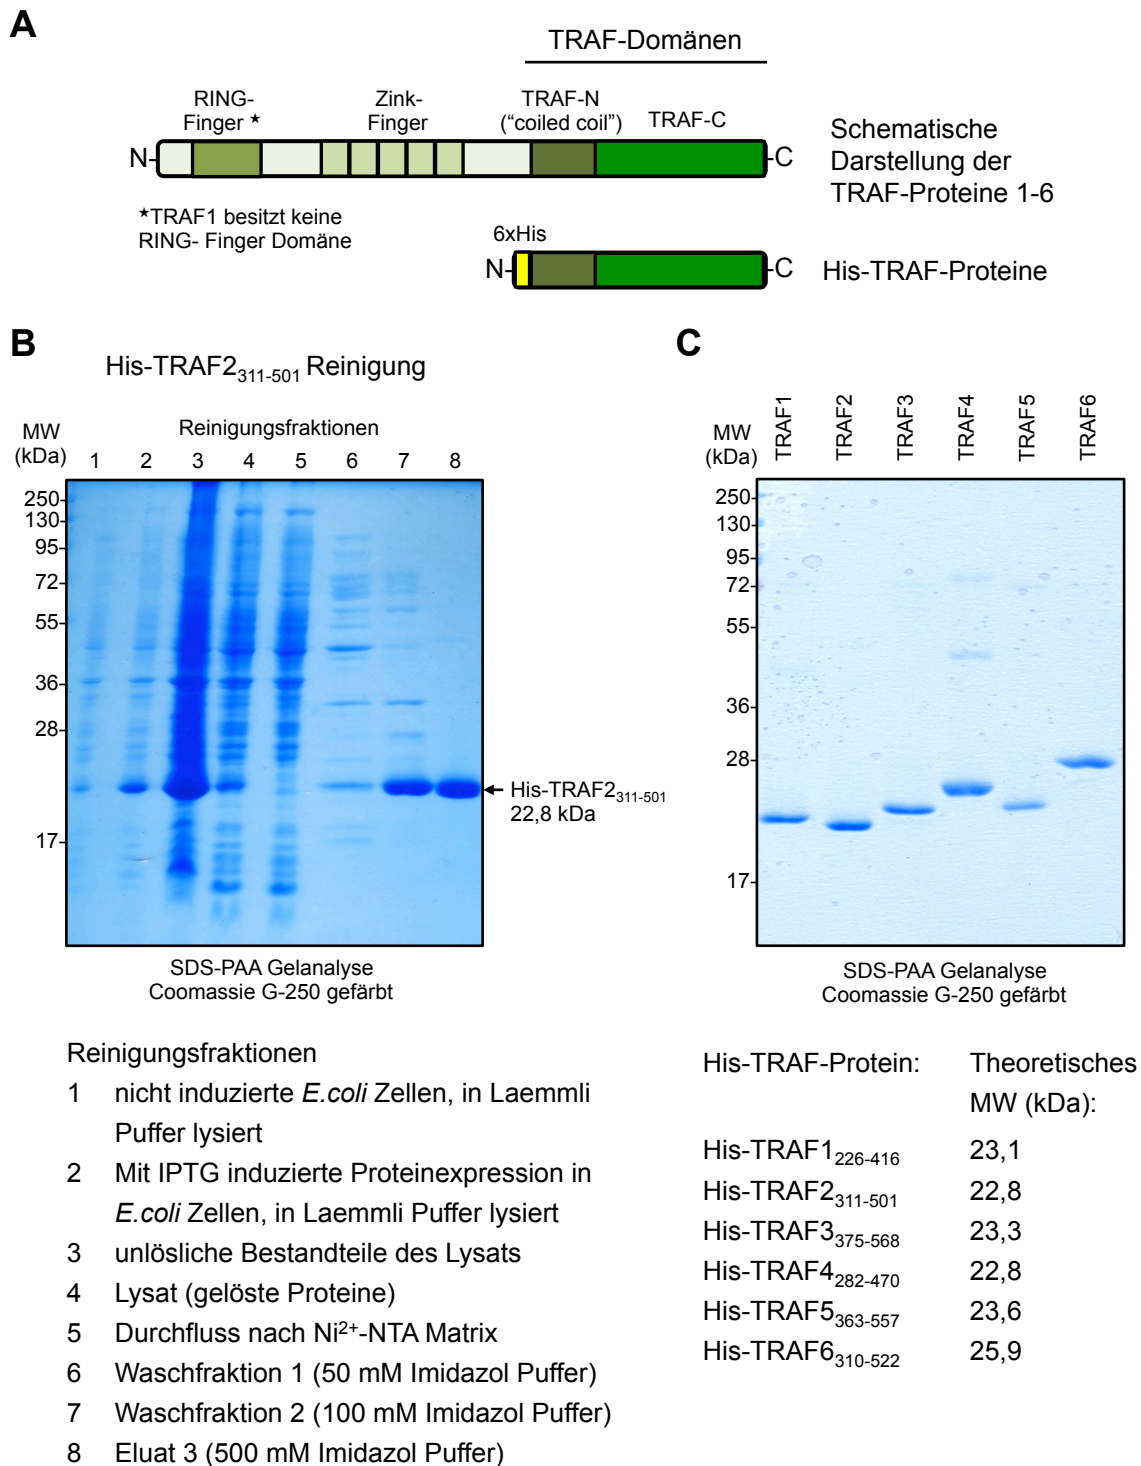 A
TRAF-Domänen
RING-
Finger ★
Zink-
Finger
TRAF-N
("coiled coil")
TRAF-C
N
C
Schematische
Darstellung der
TRAF-Proteine 1-6
★TRAF1 besitzt keine
RING- Finger Domäne
6xHis
N
C
His-TRAF-Proteine
B
His-TRAF2311-501 Reinigung
MW
(kDa)
Reinigungsfraktionen
1 2 3 4 5 6 7 8
250
130
95
72
55
36
28
17
His-TRAF2311-501
22,8 kDa
SDS-PAA Gelanalyse
Coomassie G-250 gefärbt
C
MW
(kDa)
TRAF1
TRAF2
TRAF3
TRAF4
TRAF5
TRAF6
250
130
95
72
55
36
28
17
SDS-PAA Gelanalyse
Coomassie G-250 gefärbt
Reinigungsfraktionen
1 nicht induzierte E.coli Zellen, in Laemmli
Puffer lysiert
2 Mit IPTG induzierte Proteinexpression in
E.coli Zellen, in Laemmli Puffer lysiert
3 unlösliche Bestandteile des Lysats
4 Lysat (gelöste Proteine)
5 Durchfluss nach Ni2+-NTA Matrix
6 Waschfraktion 1 (50 mM Imidazol Puffer)
7 Waschfraktion 2 (100 mM Imidazol Puffer)
8 Eluat 3 (500 mM Imidazol Puffer)
His-TRAF-Protein: Theoretisches
MW (kDa):
His-TRAF1226-416 23,1
His-TRAF2311-501 22,8
His-TRAF3375-568 23,3
His-TRAF4282-470 22,8
His-TRAF5363-557 23,6
His-TRAF6310-522 25,9